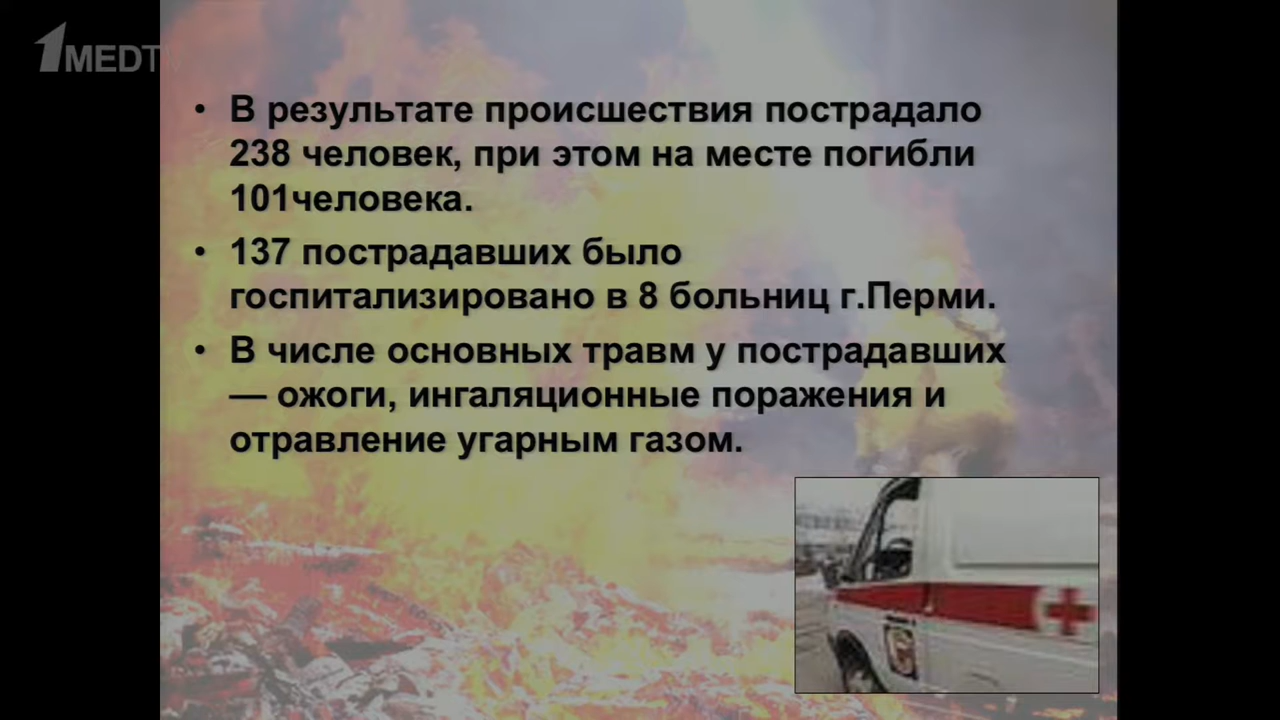 1MEDTV
• В результате происшествия пострадало
238 человек, при этом на месте погибли
101человека.
• 137 пострадавших было
госпитализировано в 8 больниц г.Перми.
• В числе основных травм у пострадавших
— ожоги, ингаляционные поражения и
отравление угарным газом.